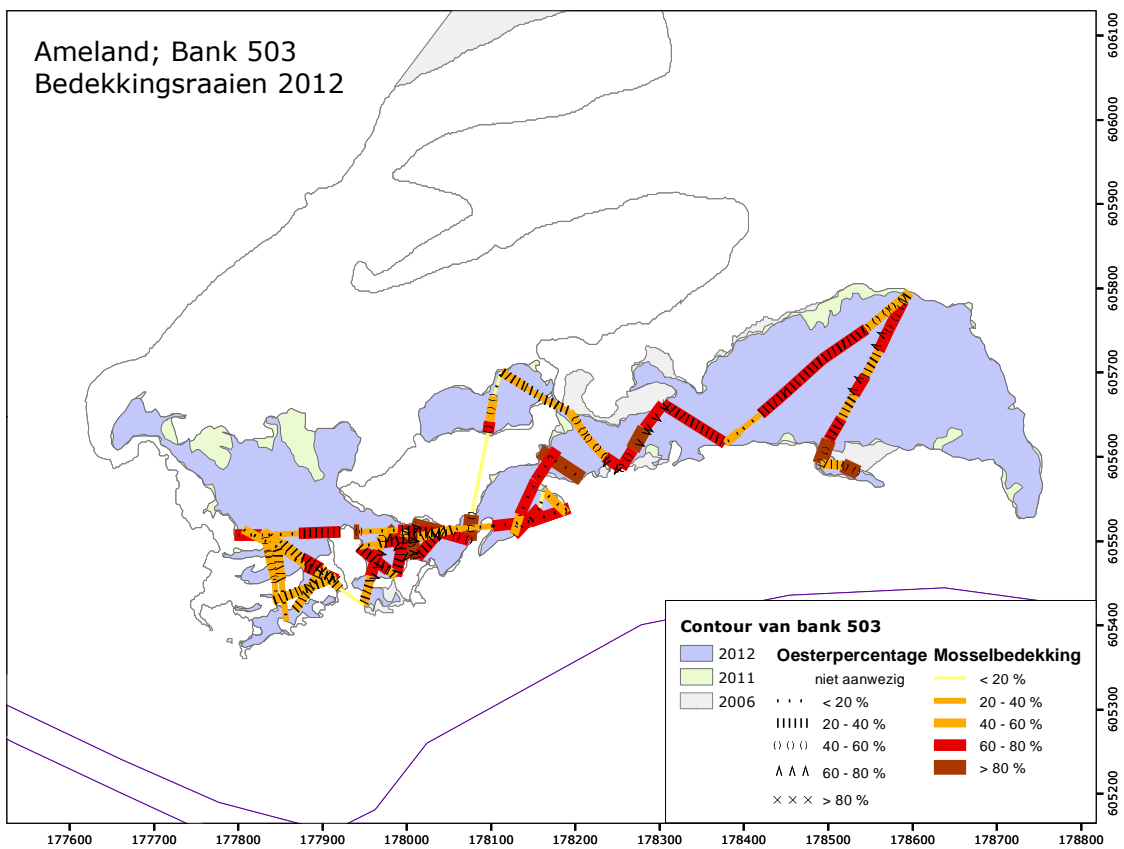 Ameland; Bank 503
Bedekkingsraaien 2012
606100
606000
605900
605800
605700
605600
605500
605400
605300
605200
Contour van bank 503
2012
2011
2006
Oesterpercentage
niet aanwezig
< 20 %
20 - 40 %
40 - 60 %
60 - 80 %
> 80 %
Mosselbedekking
< 20 %
20 - 40 %
40 - 60 %
60 - 80 %
> 80 %
177600 177700 177800 177900 178000 178100 178200 178300 178400 178500 178600 178700 178800